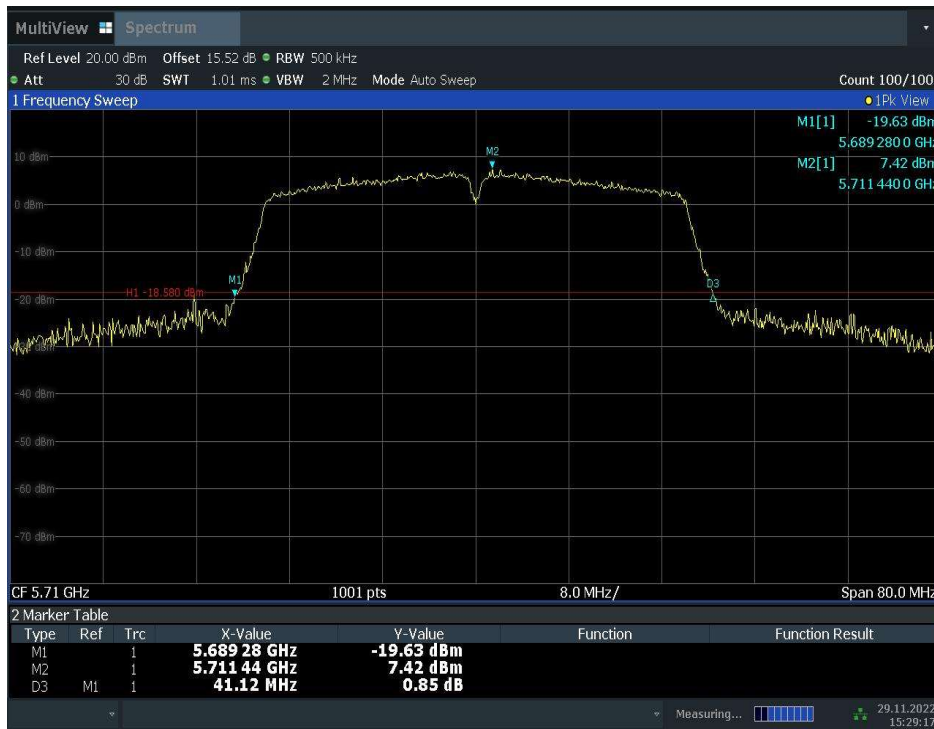 MultiView Spectrum
Ref Level 20.00 dBm Offset 15.52 dB RBW 500 kHz
Att 30 dB SWT 1.01 ms VBW 2 MHz Mode Auto Sweep Count 100/100
1 Frequency Sweep 1Pk View
M1[1] -19.63 dBm
5.689 280 0 GHz
M2[1] 7.42 dBm
5.711 440 0 GHz
M2
10 dBm
0 dBm
-10 dBm
M1
D3
H1 -18.580 dBm
-20 dBm
-40 dBm
-50 dBm
-60 dBm
-70 dBm
CF 5.71 GHz 1001 pts 8.0 MHz/ Span 80.0 MHz
2 Marker Table
Type Ref Trc X-Value Y-Value Function Function Result
M1 1 5.689 28 GHz -19.63 dBm
M2 1 5.711 44 GHz 7.42 dBm
D3 M1 1 41.12 MHz 0.85 dB
Measuring... 29.11.2022
15:29:17